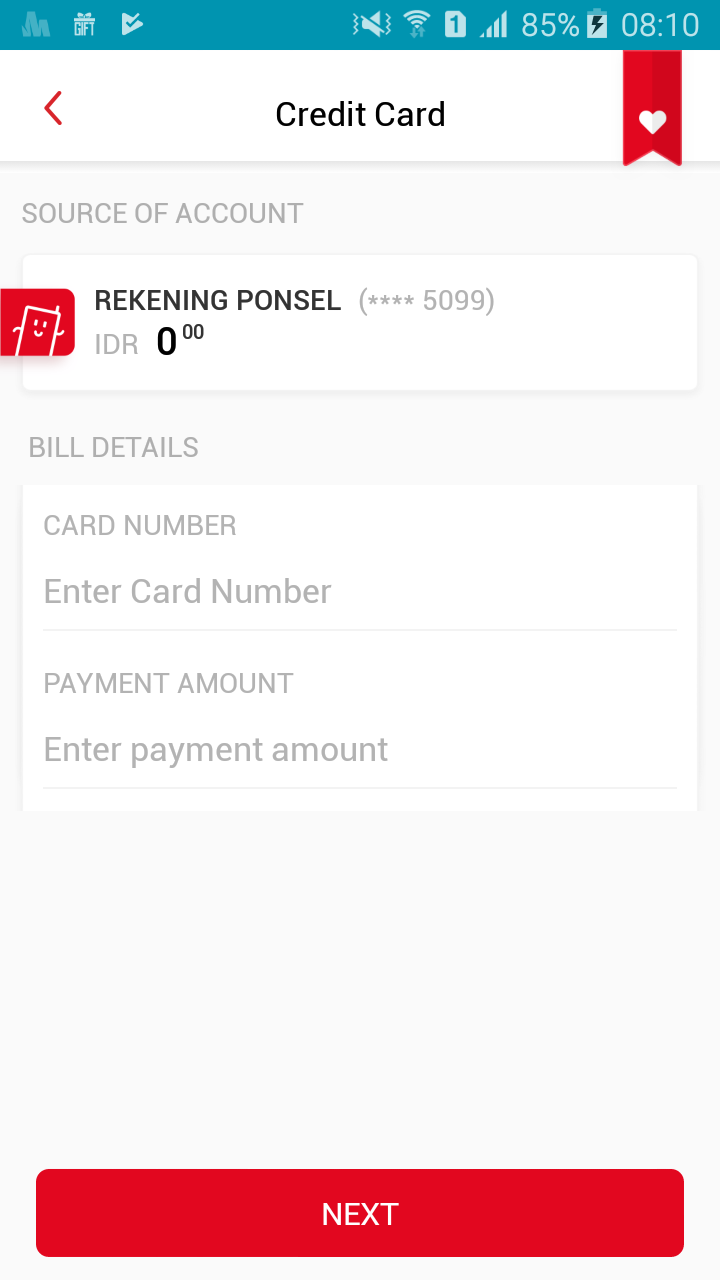 GIFT 1 85% 08:10
Credit Card
SOURCE OF ACCOUNT
REKENING PONSEL (**** 5099)
IDR 0 00
BILL DETAILS
CARD NUMBER
Enter Card Number
PAYMENT AMOUNT
Enter payment amount
NEXT